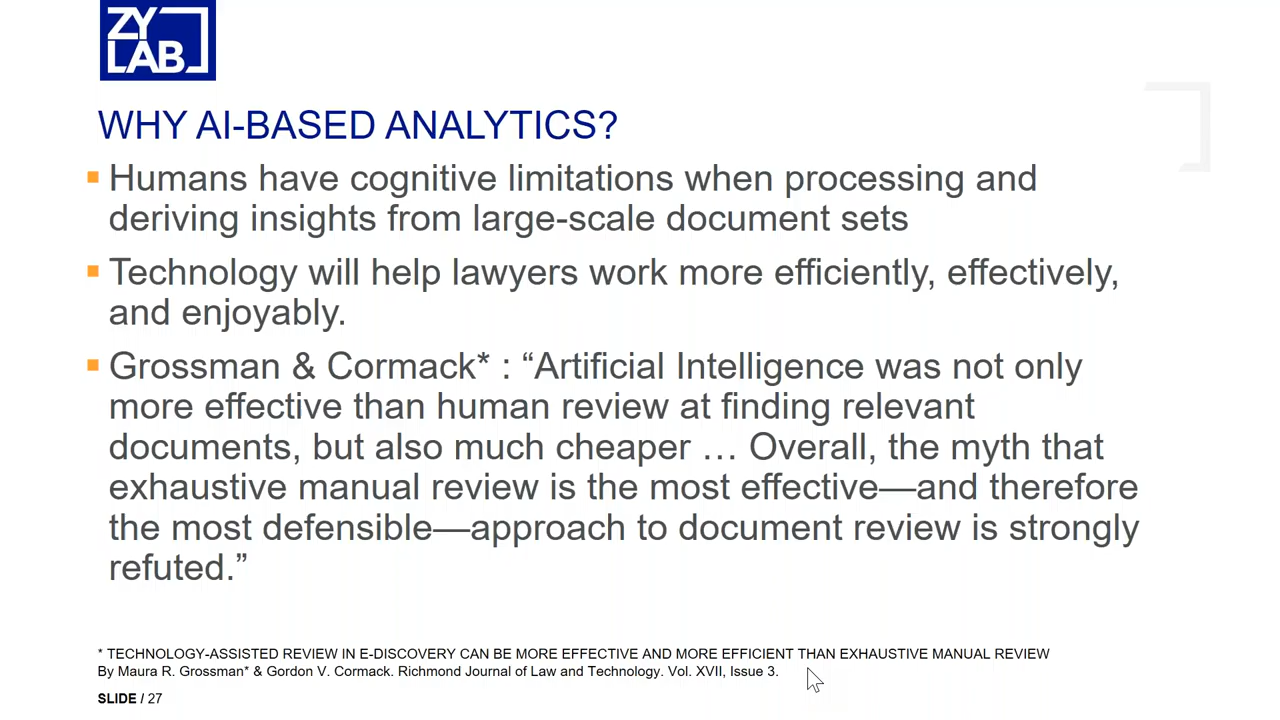 ZY
LAB
WHY AI-BASED ANALYTICS?
Humans have cognitive limitations when processing and
deriving insights from large-scale document sets
Technology will help lawyers work more efficiently, effectively,
and enjoyably.
Grossman & Cormack* : “Artificial Intelligence was not only
more effective than human review at finding relevant
documents, but also much cheaper … Overall, the myth that
exhaustive manual review is the most effective—and therefore
the most defensible—approach to document review is strongly
refuted.”
* TECHNOLOGY-ASSISTED REVIEW IN E-DISCOVERY CAN BE MORE EFFECTIVE AND MORE EFFICIENT THAN EXHAUSTIVE MANUAL REVIEW
By Maura R. Grossman* & Gordon V. Cormack. Richmond Journal of Law and Technology. Vol. XVII, Issue 3.
SLIDE / 27